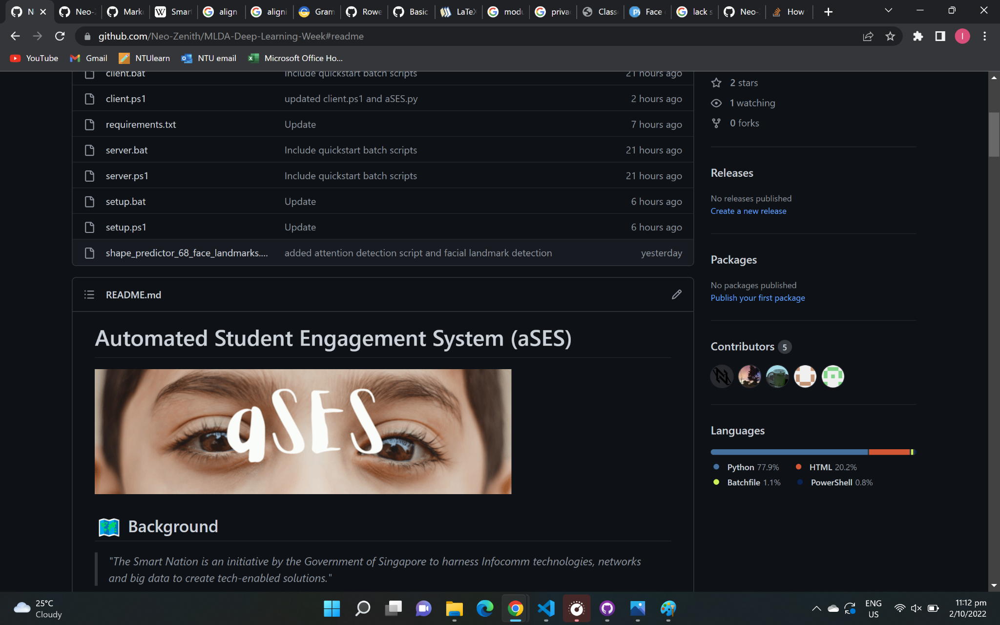 N
Neo-
Mark
Smar
align
align
Gram
Rowe
Basic
LaTeX
modu
priva
Class
Face
lack s
Neo-
How
github.com/Neo-Zenith/MLDA-Deep-Learning-Week#readme
I
YouTube
Gmail
NTUlearn
NTU email
Microsoft Office Ho...
client.bat Include quickstart batch scripts 21 hours ago
client.ps1 updated client.ps1 and aSES.py 2 hours ago
requirements.txt Update 7 hours ago
server.bat Include quickstart batch scripts 21 hours ago
server.ps1 Include quickstart batch scripts 21 hours ago
setup.bat Update 6 hours ago
setup.ps1 Update 6 hours ago
shape_predictor_68_face_landmarks.... added attention detection script and facial landmark detection yesterday
README.md
Automated Student Engagement System (aSES)
aSES
Background
"The Smart Nation is an initiative by the Government of Singapore to harness Infocomm technologies, networks
and big data to create tech-enabled solutions."
2 stars
1 watching
0 forks
Releases
No releases published
Create a new release
Packages
No packages published
Publish your first package
Contributors 5
Languages
Python 77.9% HTML 20.2%
Batchfile 1.1% PowerShell 0.8%
25°C
Cloudy
ENG
US
11:12 pm
2/10/2022